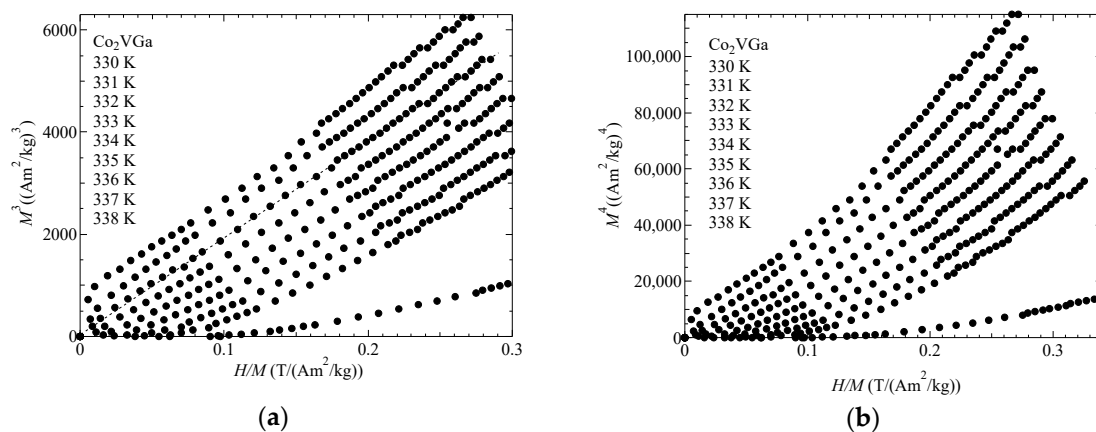 6000
4000
2000
0
M³ ((Am²/kg)³)
Co₂VGa
330 K
331 K
332 K
333 K
334 K
335 K
336 K
337 K
338 K
0 0.1 0.2 0.3
H/M (T/(Am²/kg))
(a)
100,000
80,000
60,000
40,000
20,000
0
M⁴ ((Am²/kg)⁴)
Co₂VGa
330 K
331 K
332 K
333 K
334 K
335 K
336 K
337 K
338 K
0 0.1 0.2 0.3
H/M (T/(Am²/kg))
(b)